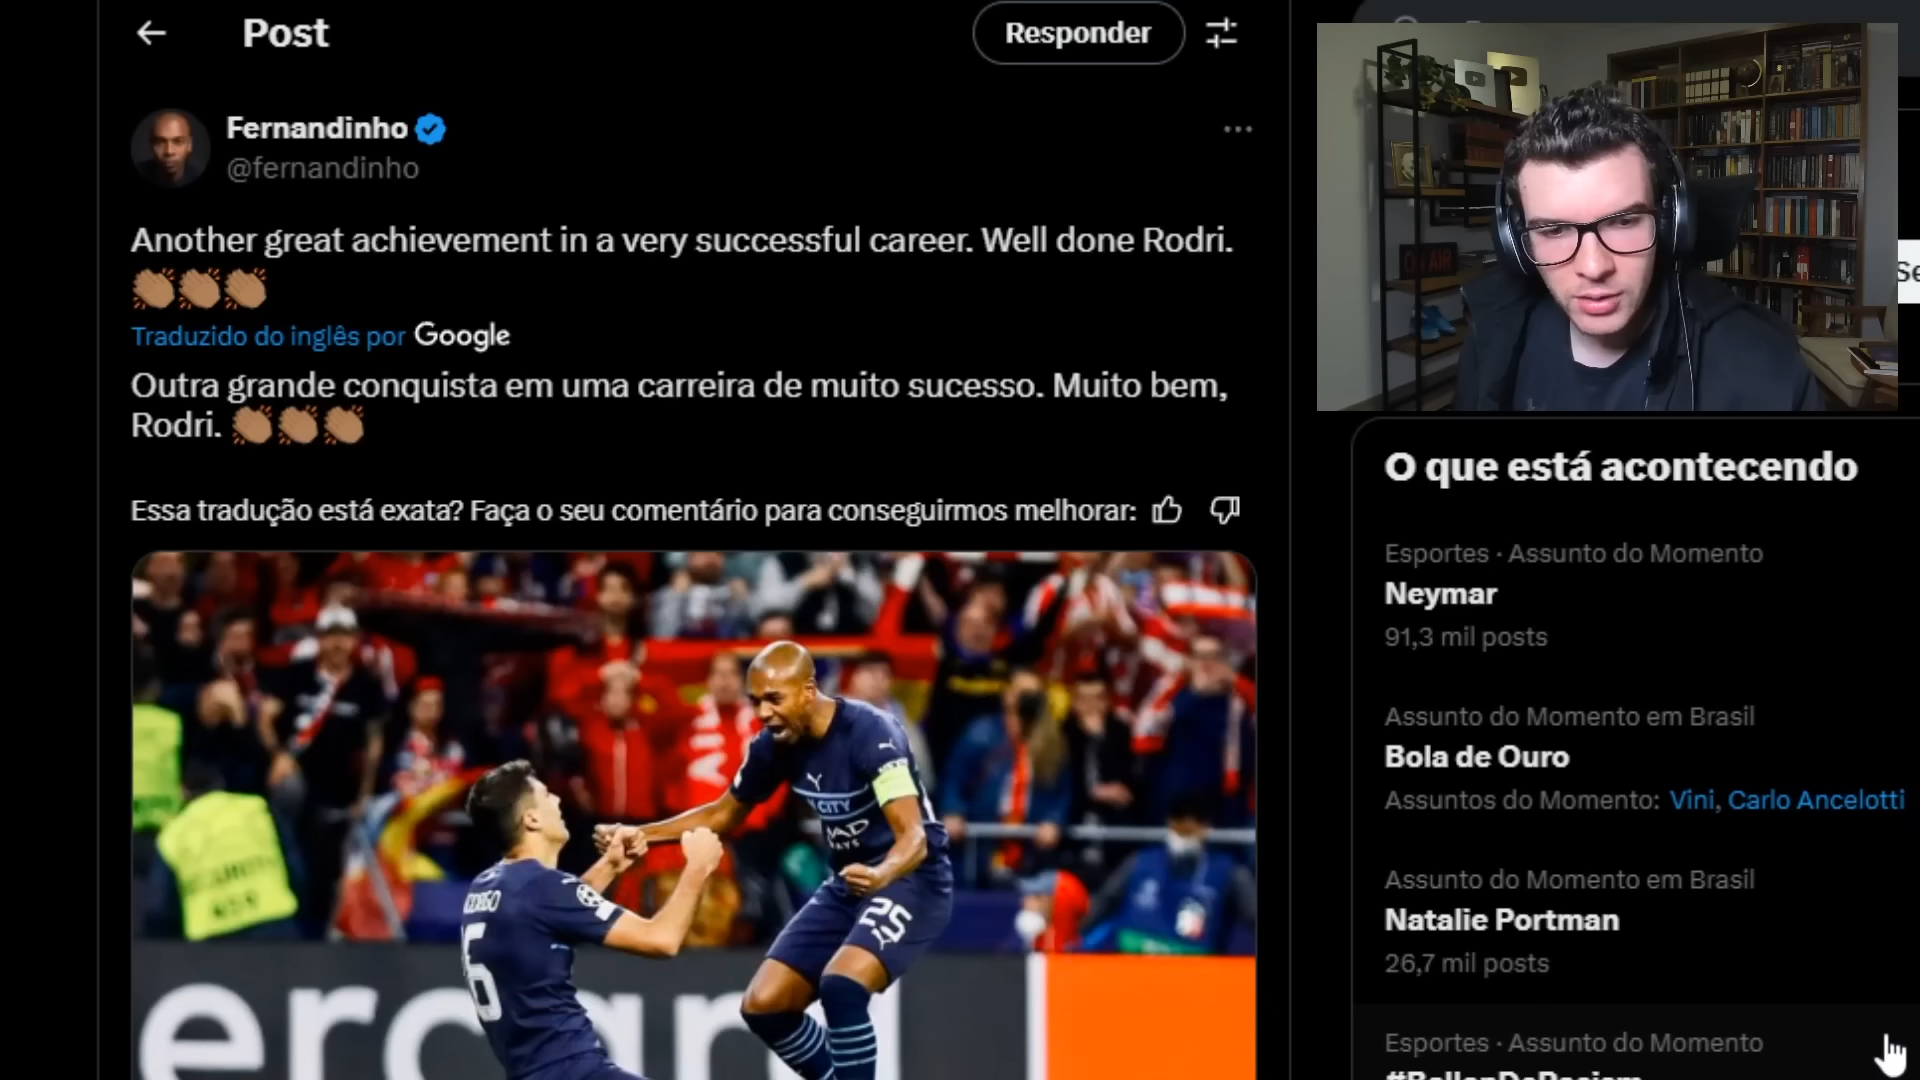 Post
Responder
Fernandinho
@fernandinho
Another great achievement in a very successful career. Well done Rodri.
👏🏽👏🏽👏🏽
Traduzido do inglês por Google
Outra grande conquista em uma carreira de muito sucesso. Muito bem,
Rodri. 👏🏽👏🏽👏🏽
Essa tradução está exata? Faça o seu comentário para conseguirmos melhorar:
25
ON AIR
Se
O que está acontecendo
Esportes · Assunto do Momento
Neymar
91,3 mil posts
Assunto do Momento em Brasil
Bola de Ouro
Assuntos do Momento: Vini, Carlo Ancelotti
Assunto do Momento em Brasil
Natalie Portman
26,7 mil posts
Esportes · Assunto do Momento